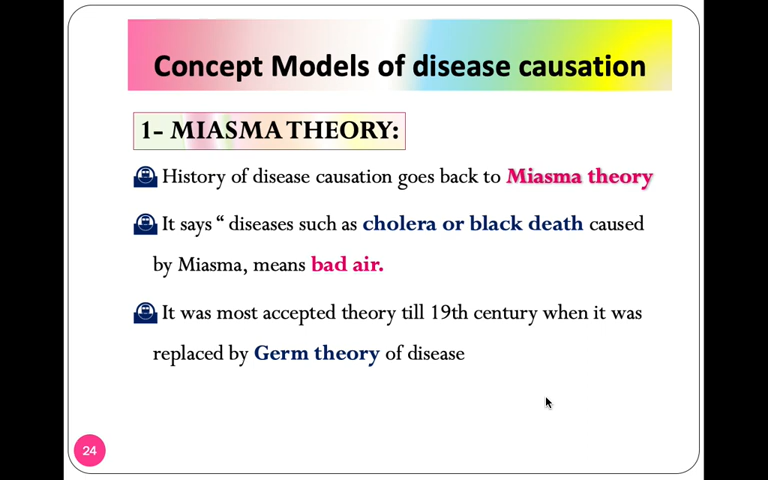 Concept Models of disease causation
1- MIASMA THEORY:
History of disease causation goes back to Miasma theory
It says “ diseases such as cholera or black death caused
by Miasma, means bad air.
It was most accepted theory till 19th century when it was
replaced by Germ theory of disease
24